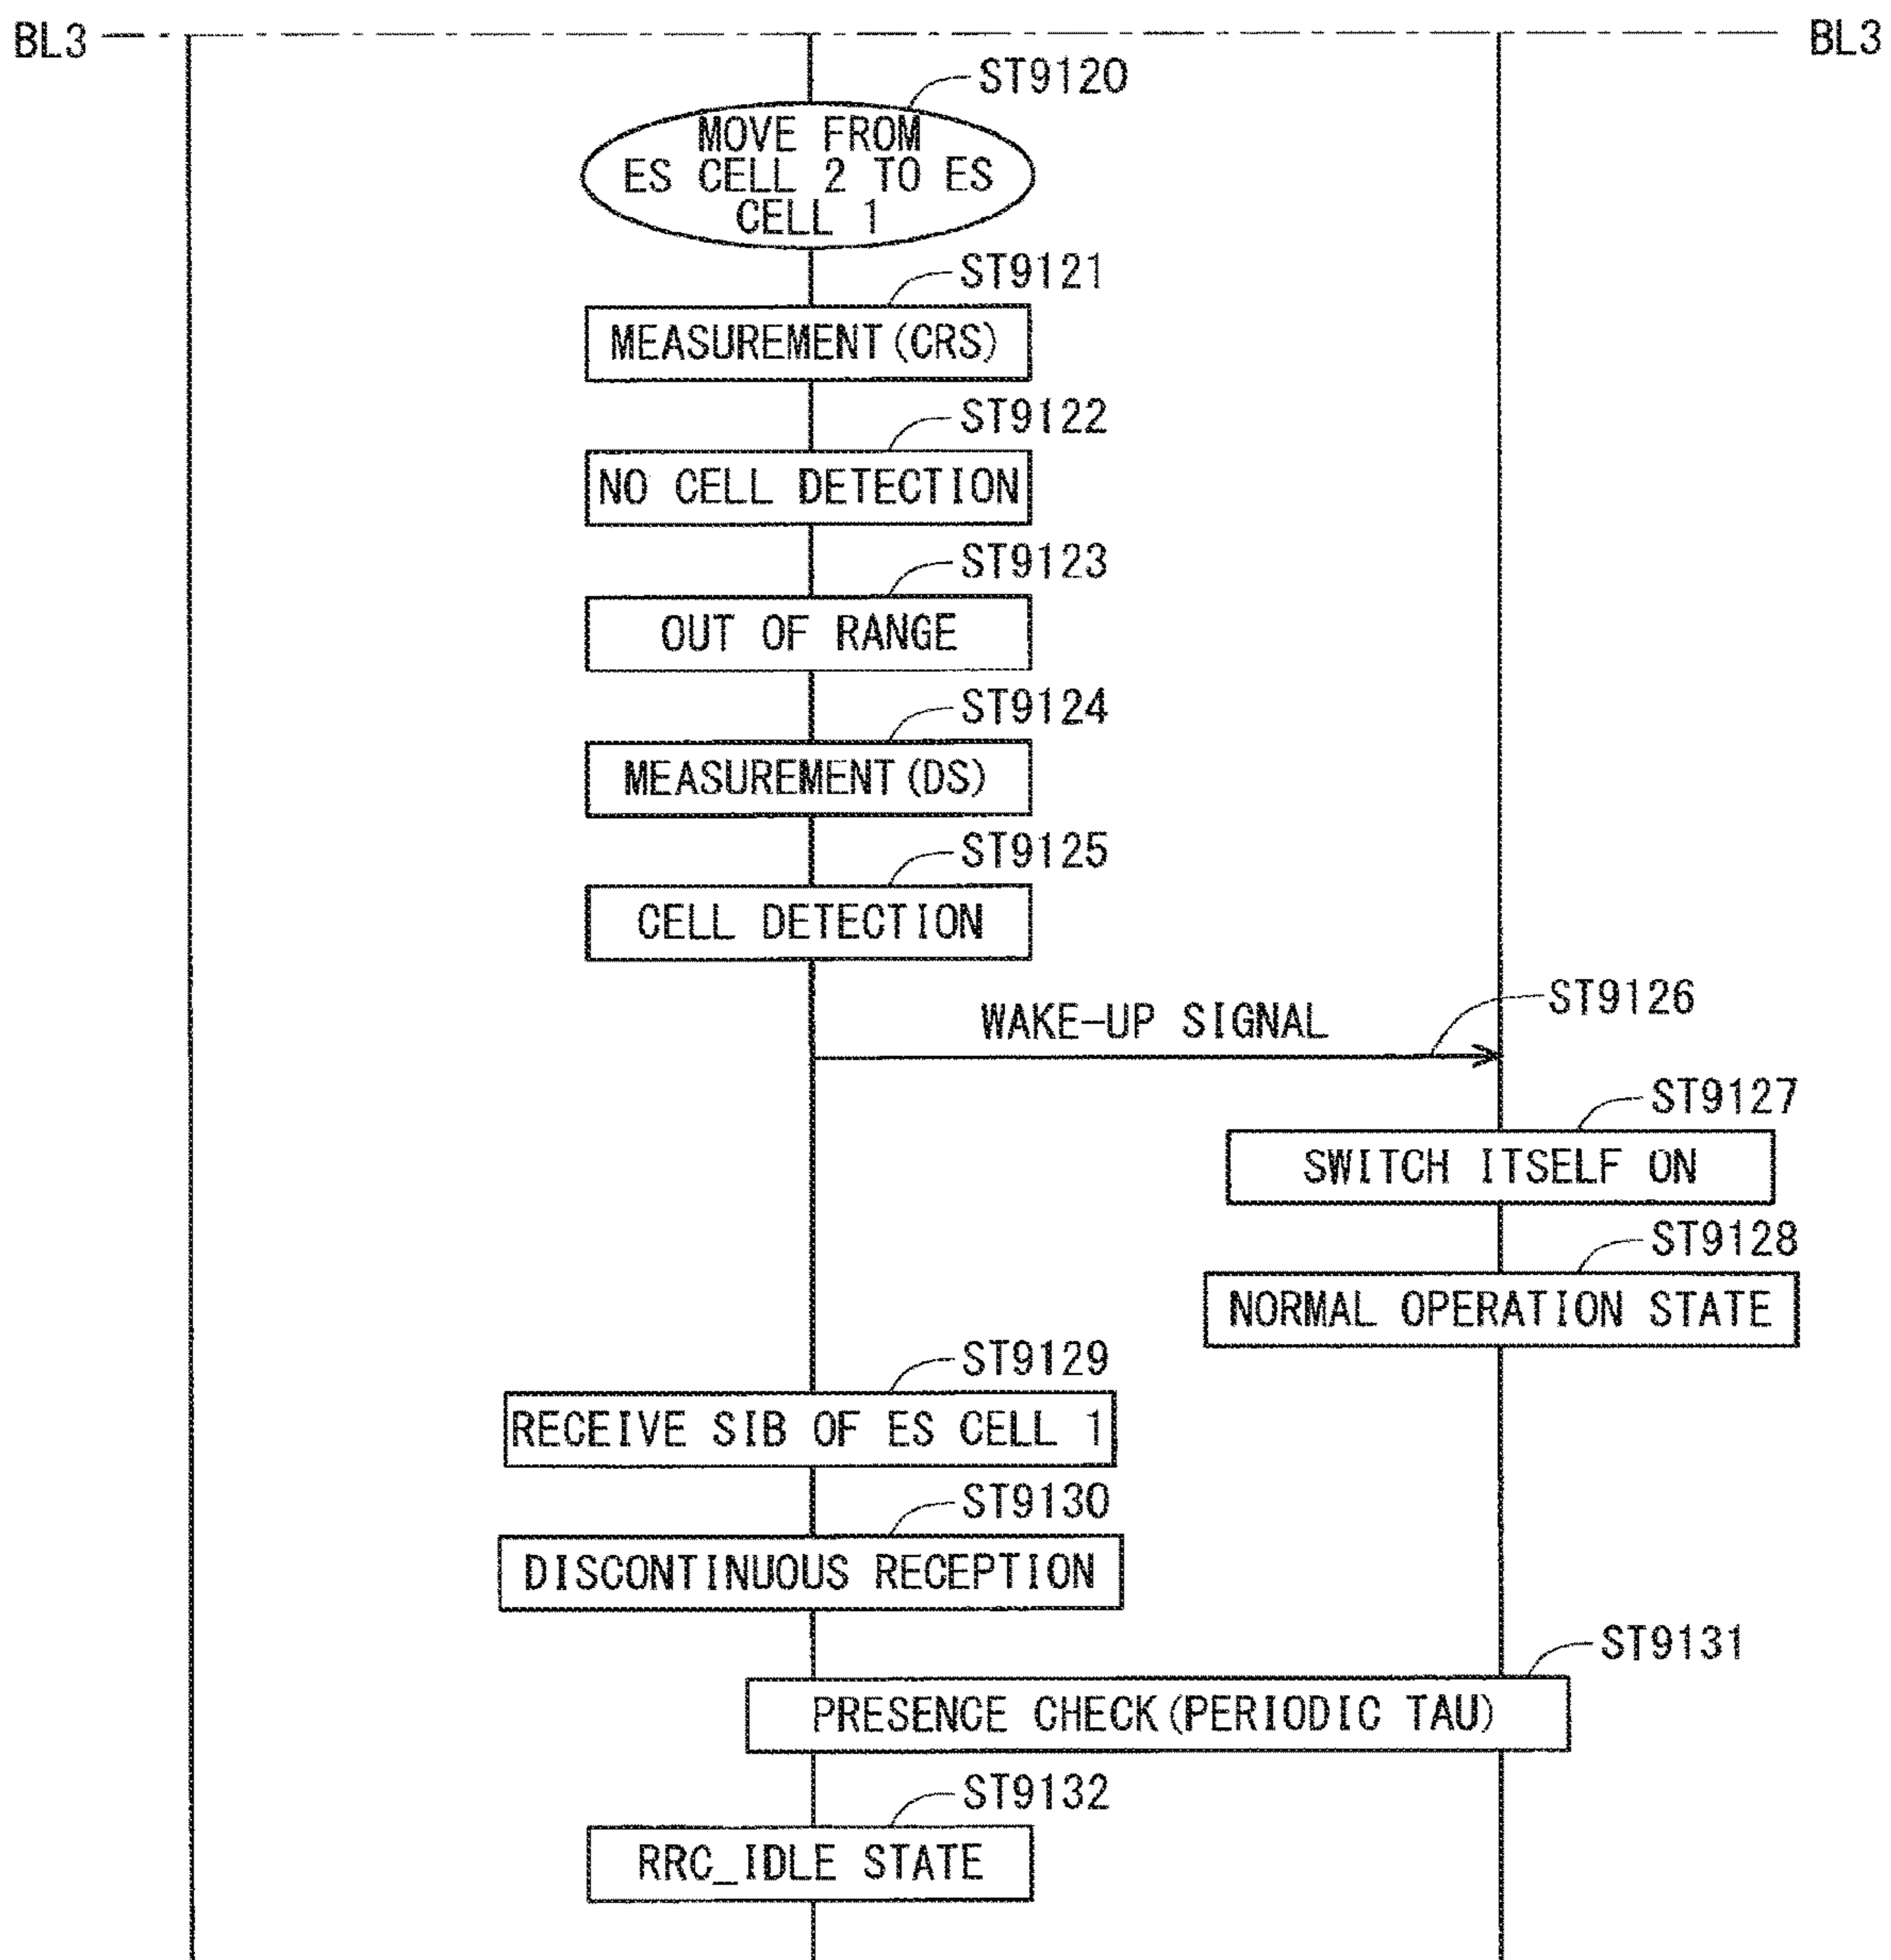 BL3
BL3
ST9120
MOVE FROM
ES CELL 2 TO ES
CELL 1
ST9121
MEASUREMENT(CRS)
ST9122
NO CELL DETECTION
ST9123
OUT OF RANGE
ST9124
MEASUREMENT(DS)
ST9125
CELL DETECTION
ST9126
WAKE-UP SIGNAL
ST9127
SWITCH ITSELF ON
ST9128
NORMAL OPERATION STATE
ST9129
RECEIVE SIB OF ES CELL 1
ST9130
DISCONTINUOUS RECEPTION
ST9131
PRESENCE CHECK(PERIODIC TAU)
ST9132
RRC_IDLE STATE